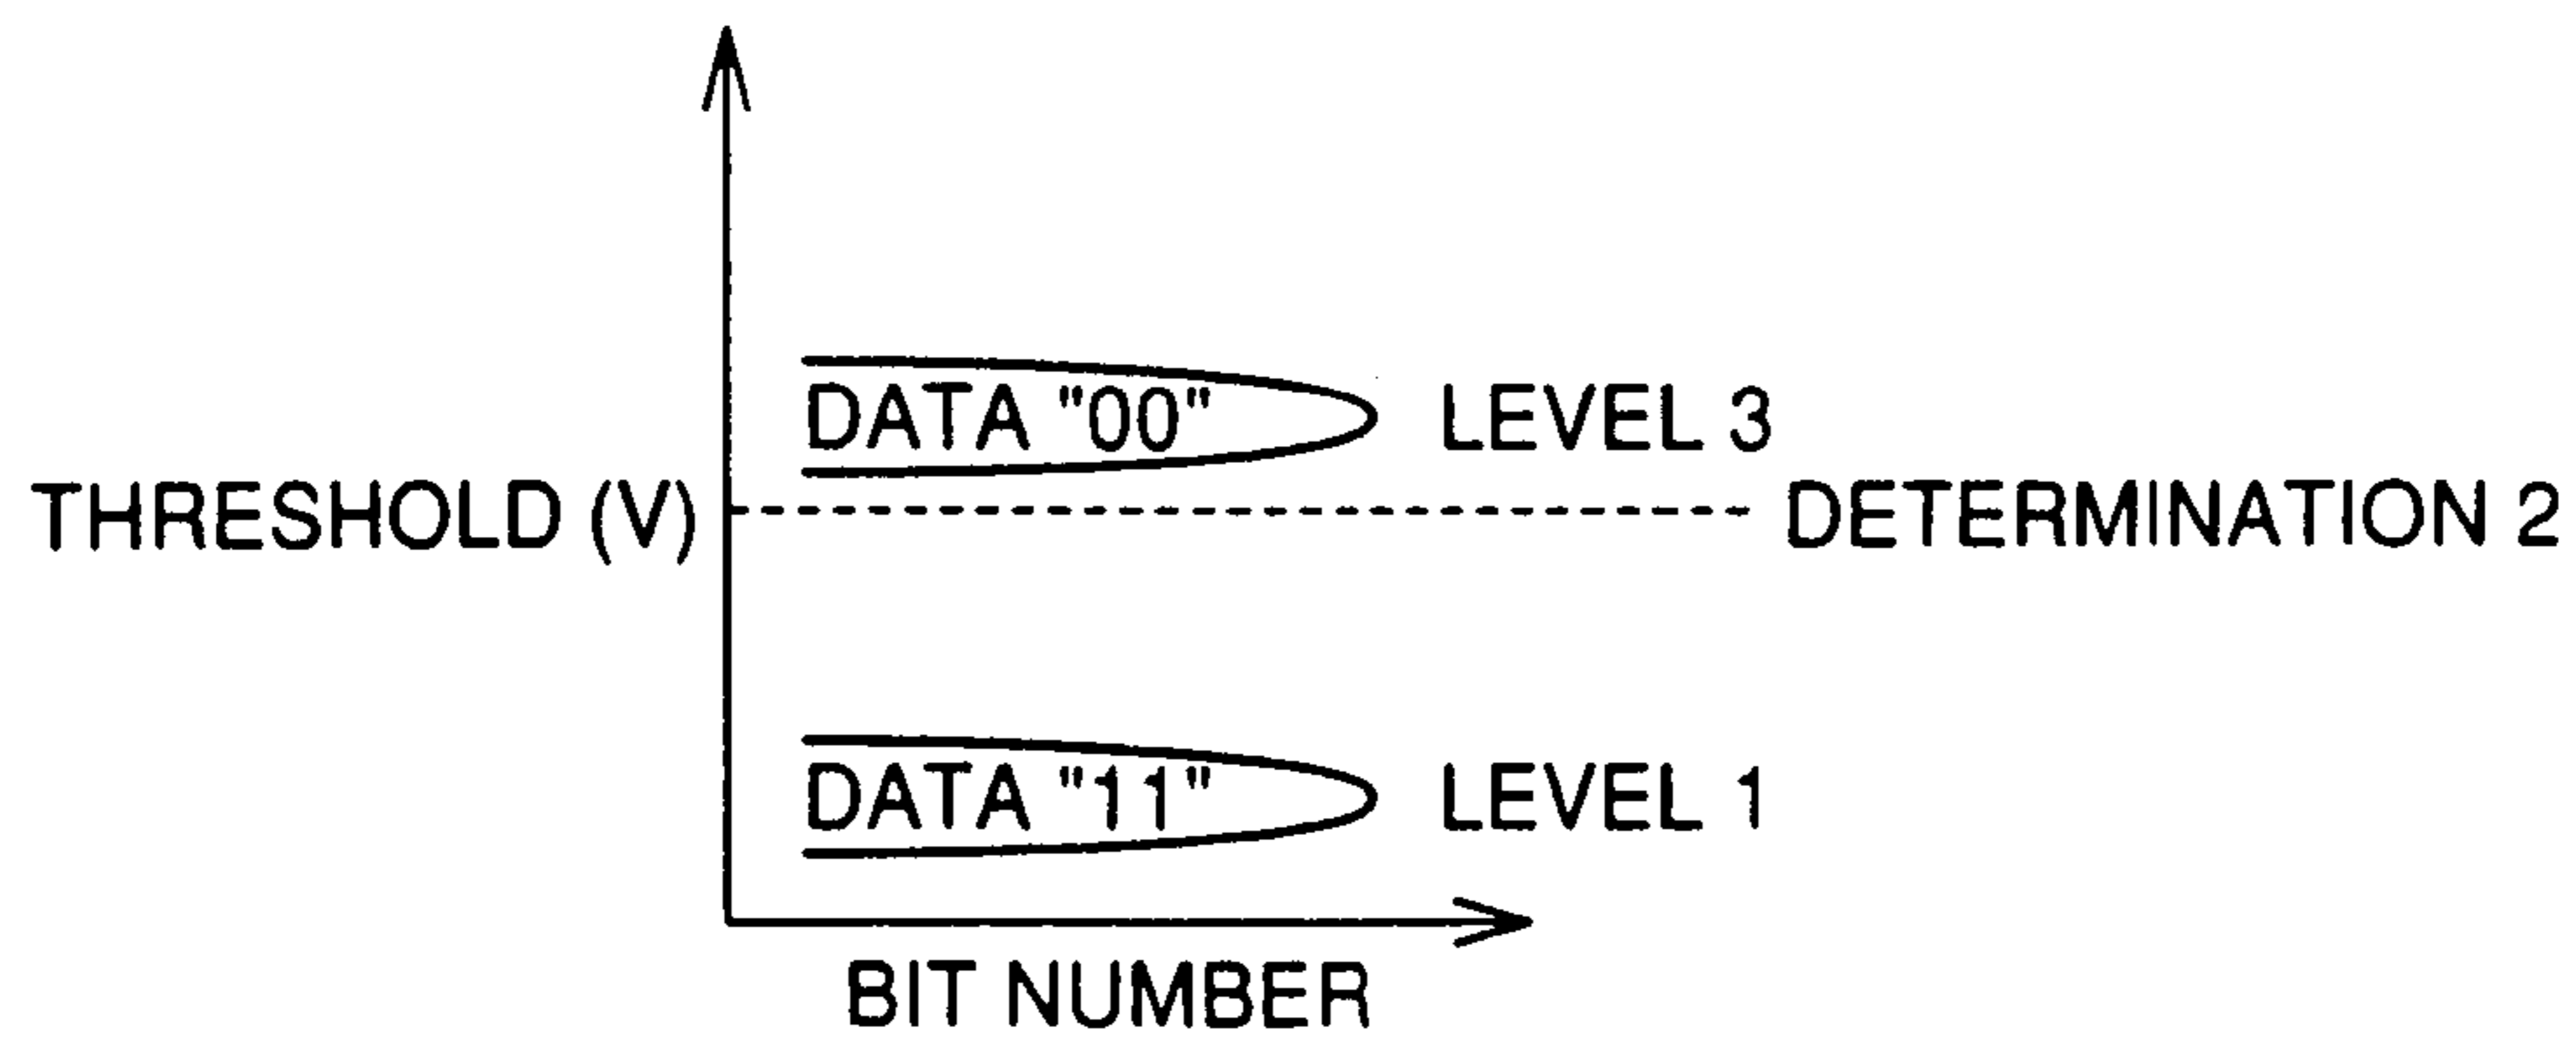 DATA "00" LEVEL 3
THRESHOLD (V) DETERMINATION 2
DATA "11" LEVEL 1
BIT NUMBER